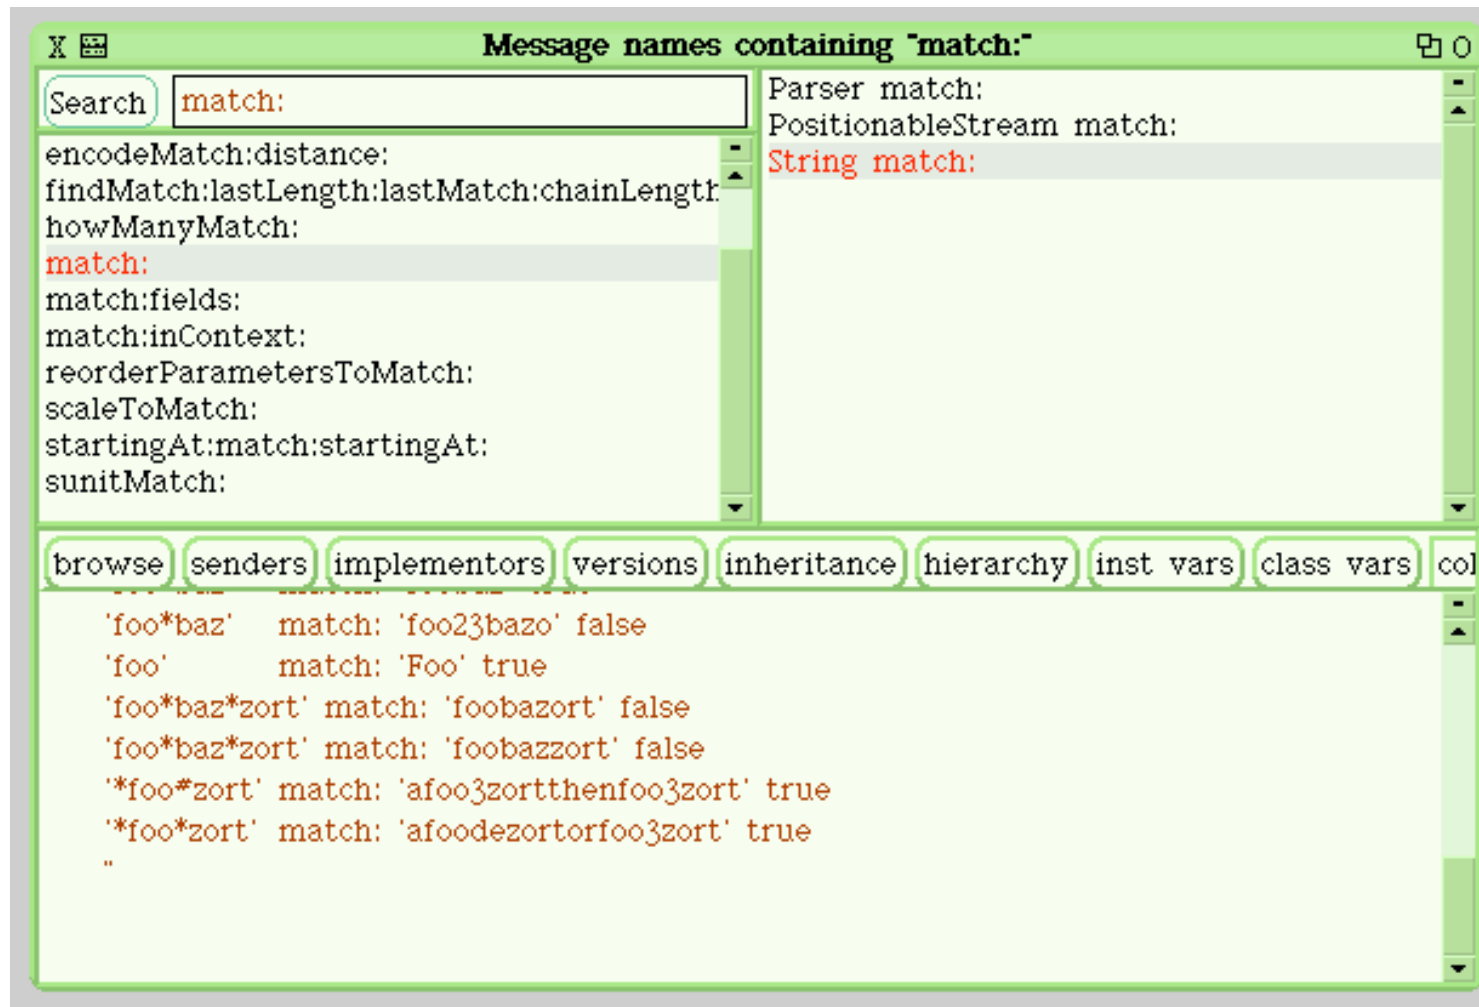 X Message names containing "match:" O
Search match:
encodeMatch:distance:
findMatch:lastLength:lastMatch:chainLength
howManyMatch:
match:
match:fields:
match:inContext:
reorderParametersToMatch:
scaleToMatch:
startingAt:match:startingAt:
sunitMatch:
Parser match:
PositionableStream match:
String match:
browse senders implementors versions inheritance hierarchy inst vars class vars col
'foo*baz' match: 'foo23bazo' false
'foo' match: 'Foo' true
'foo*baz*zort' match: 'foobazort' false
'foo*baz*zort' match: 'foobazzort' false
'*foo#zort' match: 'afoo3zortthenfoo3zort' true
'*foo*zort' match: 'afoodezortorfoo3zort' true
"